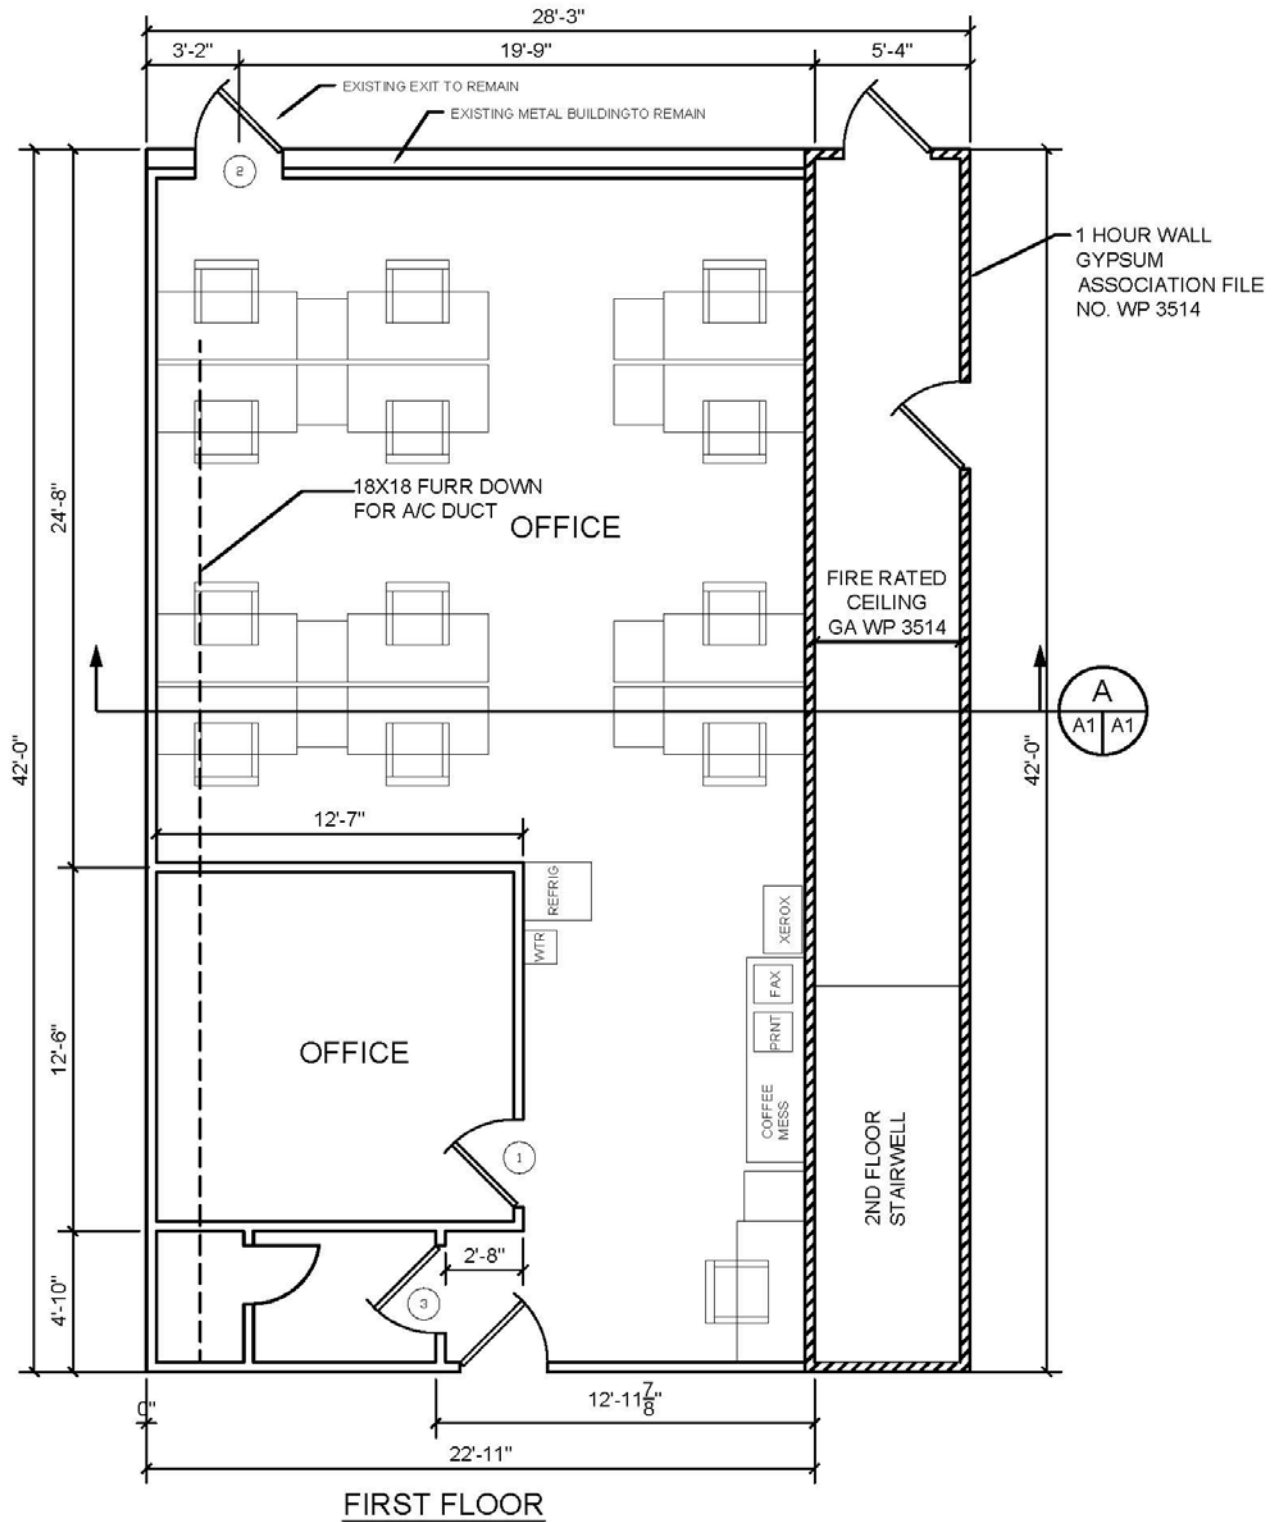 28'-3"
3'-2"
19'-9"
5'-4"
EXISTING EXIT TO REMAIN
EXISTING METAL BUILDINGTO REMAIN
2
1 HOUR WALL
GYPSUM
ASSOCIATION FILE
NO. WP 3514
24'-8"
18X18 FURR DOWN
FOR A/C DUCT
OFFICE
FIRE RATED
CEILING
GA WP 3514
A
A1
A1
42'-0"
42'-0"
12'-7"
REFRIG
WTR
XEROX
FAX
PRNT
COFFEE
MESS
12'-6"
OFFICE
1
2ND FLOOR
STAIRWELL
2'-8"
3
4'-10"
0"
12'-11 7/8"
22'-11"
FIRST FLOOR